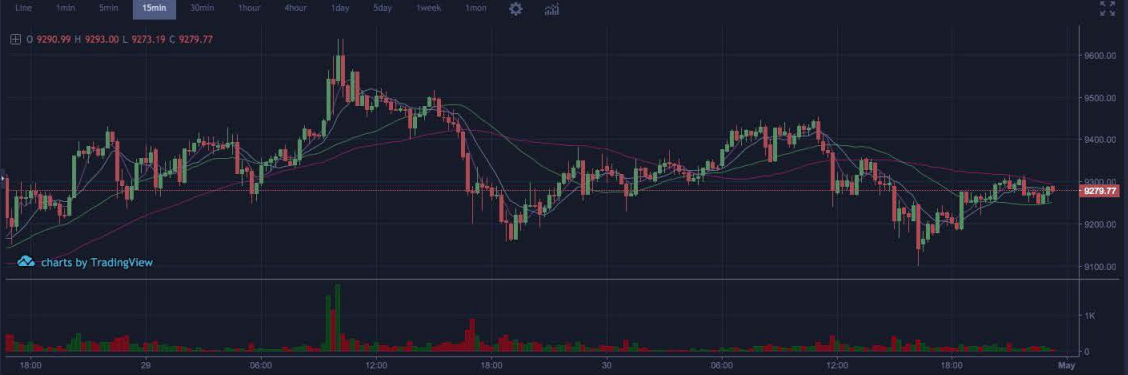 Line 1min 5min 15min 30min 1hour 4hour 1day 5day 1week 1mon
O 9290.99 H 9293.00 L 9273.19 C 9279.77
9600.00
9500.00
9400.00
9300.00
9279.77
9200.00
9100.00
charts by TradingView
1K
0
18:00 29 06:00 12:00 18:00 30 06:00 12:00 18:00 May